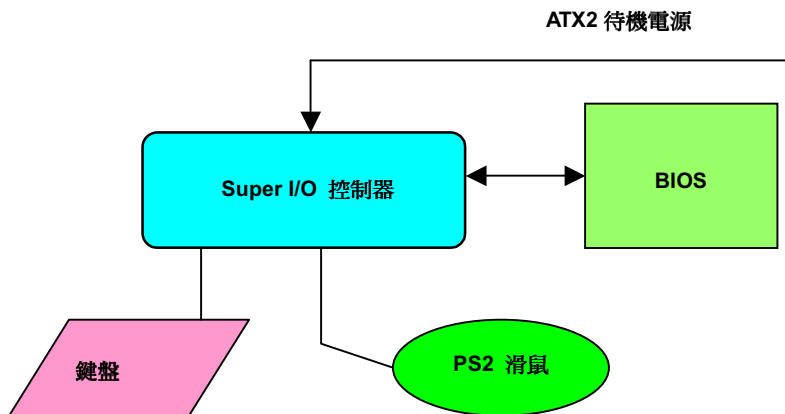 ATX2 待機電源
Super I/O 控制器
BIOS
鍵盤
PS2 滑鼠